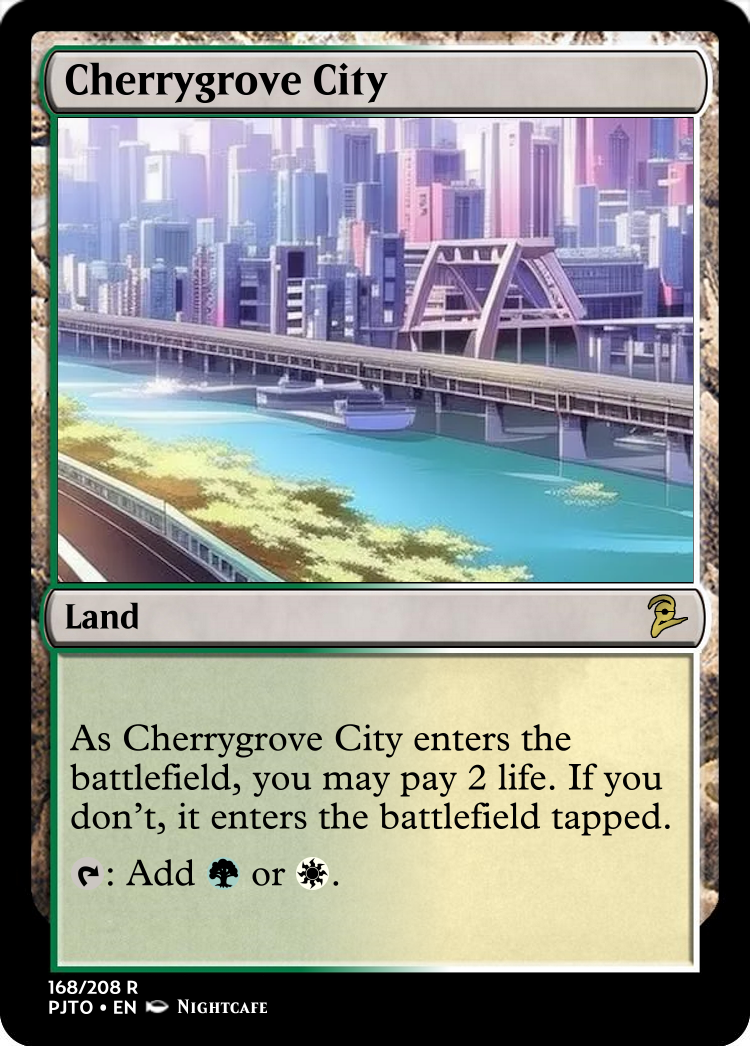 Cherrygrove City
Land
As Cherrygrove City enters the
battlefield, you may pay 2 life. If you
don't, it enters the battlefield tapped.
: Add or .
168/208 R
PJTO • EN Nightcafe